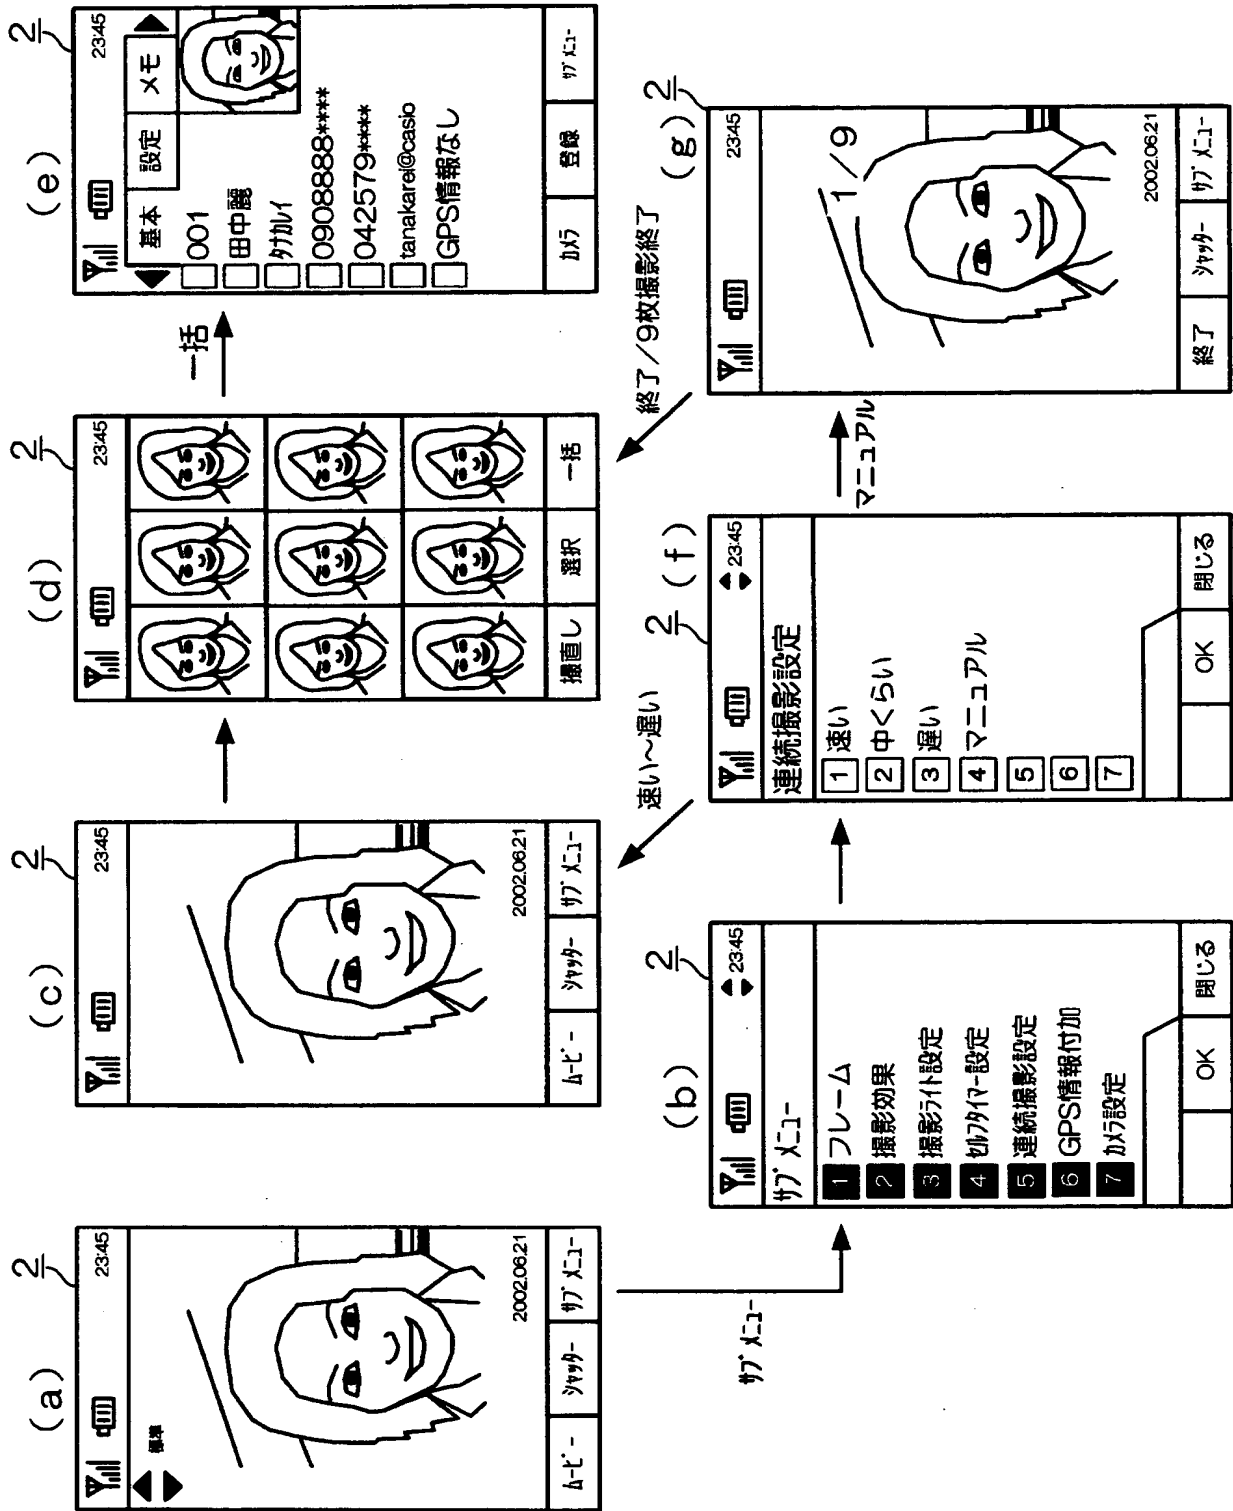 (a)
2
23:45
標準
2002.06.21
ムービー シャッター サブメニュー
サブメニュー
(b)
2
23:45
サブメニュー
1 フレーム
2 撮影効果
3 撮影ライト設定
4 セルフタイマー設定
5 連続撮影設定
6 GPS情報付加
7 カメラ設定
OK 閉じる
(c)
2
23:45
2002.06.21
ムービー シャッター サブメニュー
速い～遅い
(d)
2
23:45
撮直し 選択 一括
一括
(e)
2
23:45
基本 設定 メモ
001
田中麗
タナカレイ
0908888****
042579****
tanakarei@casio
GPS情報なし
カメラ 登録 サブメニュー
(f)
2
23:45
連続撮影設定
1 速い
2 中くらい
3 遅い
4 マニュアル
5
6
7
OK 閉じる
マニュアル
終了/9枚撮影終了
(g)
2
23:45
1/9
2002.06.21
終了 シャッター サブメニュー